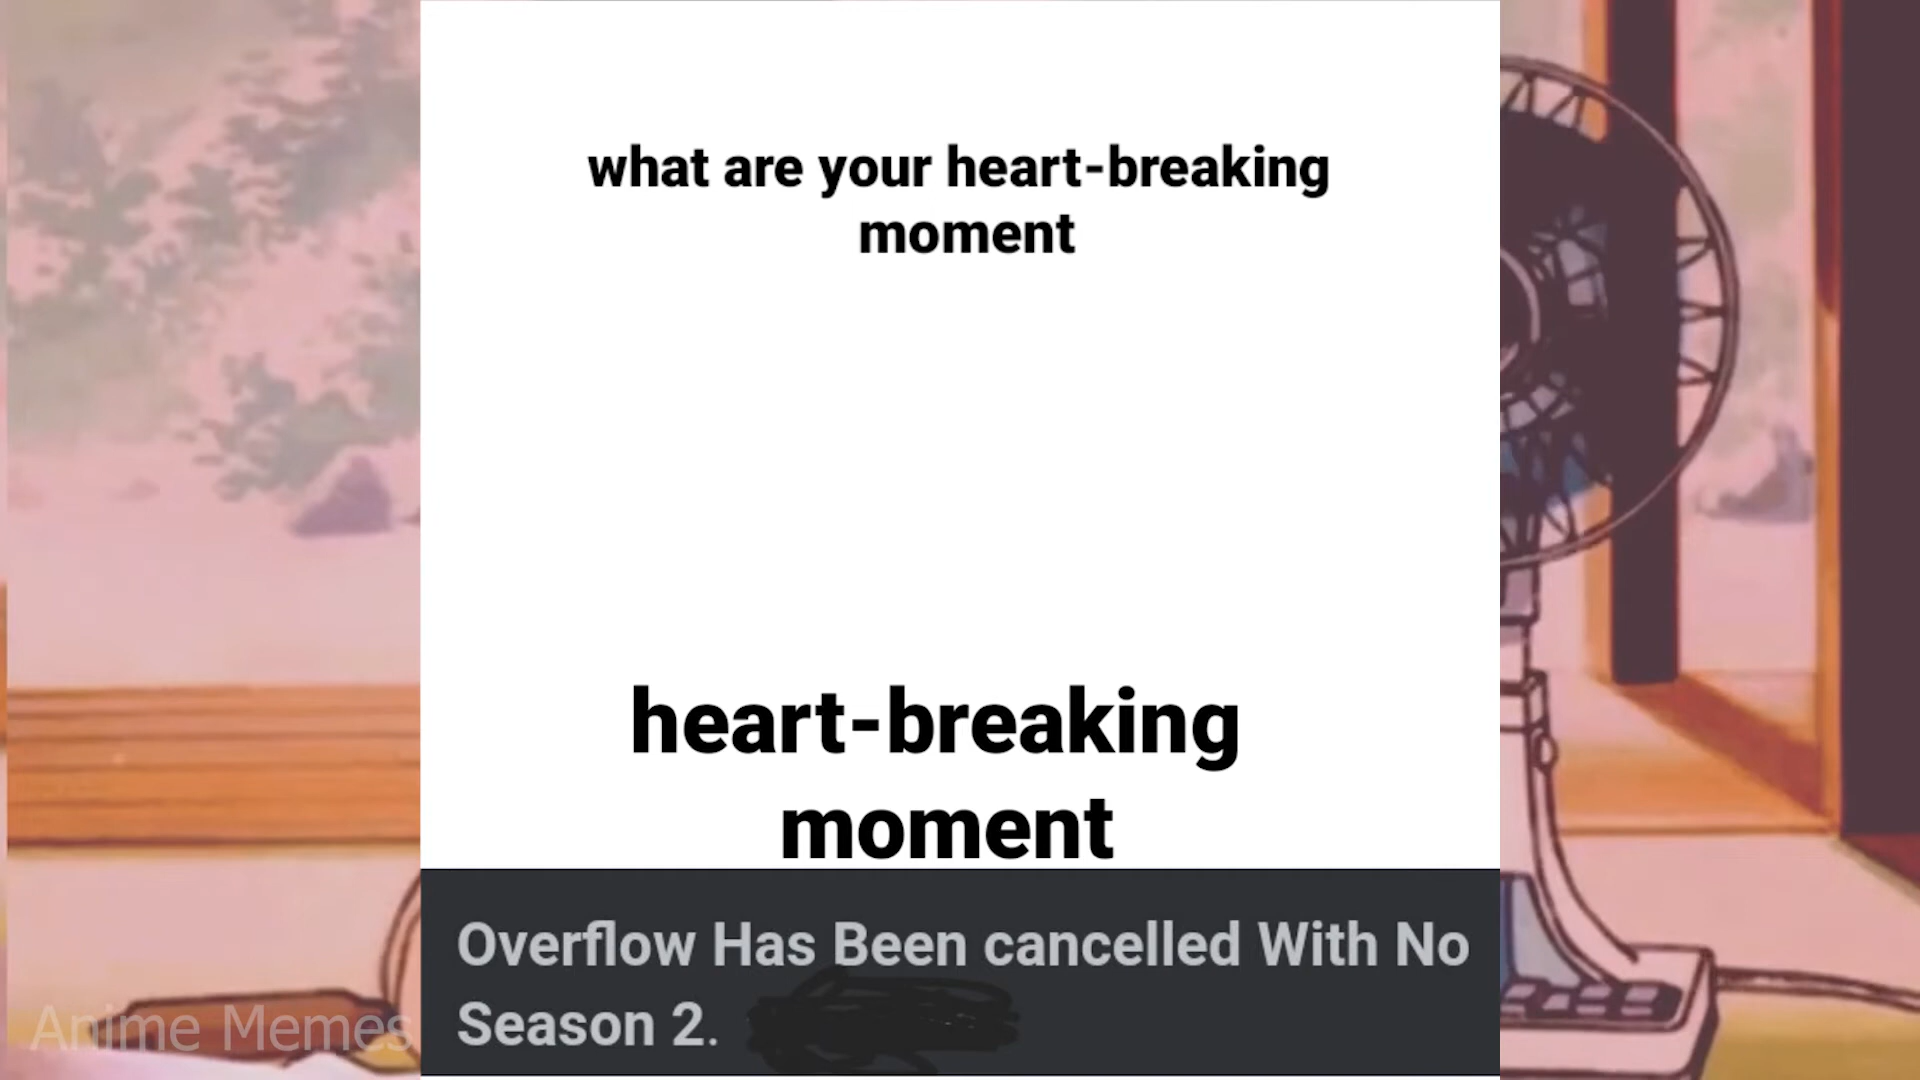 what are your heart-breaking
moment
heart-breaking
moment
Overflow Has Been cancelled With No
Season 2.
Anime Memes